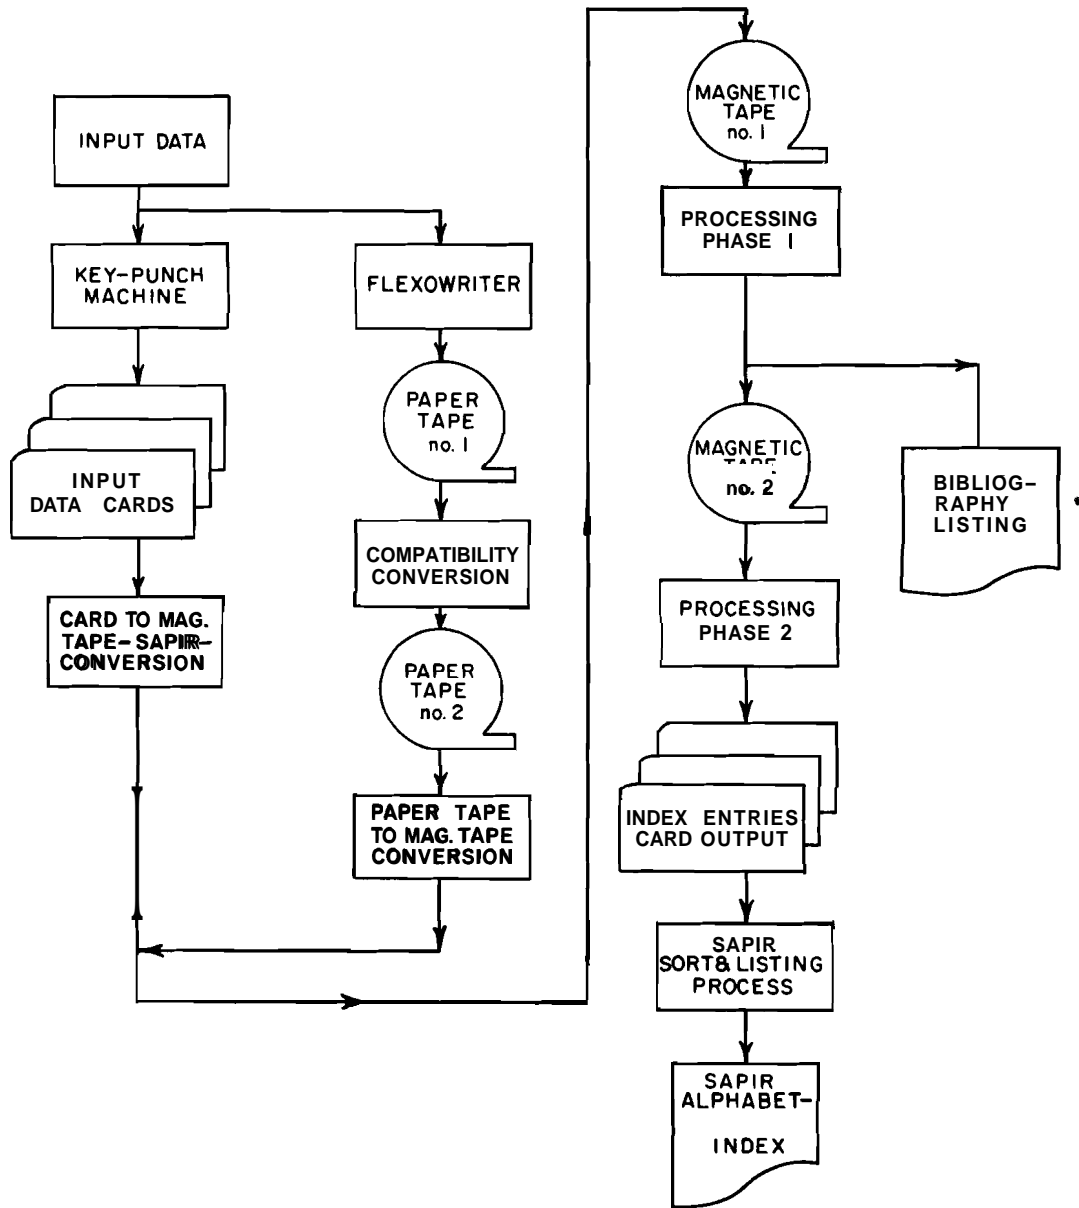 INPUT DATA
KEY-PUNCH
MACHINE
INPUT
DATA CARDS
CARD TO MAG.
TAPE-SAPIR-
CONVERSION
FLEXOWRITER
PAPER
TAPE
no. 1
COMPATIBILITY
CONVERSION
PAPER
TAPE
no. 2
PAPER TAPE
TO MAG. TAPE
CONVERSION
MAGNETIC
TAPE
no. 1
PROCESSING
PHASE 1
MAGNETIC
TAPE
no. 2
BIBLIOG-
RAPHY
LISTING
PROCESSING
PHASE 2
INDEX ENTRIES
CARD OUTPUT
SAPIR
SORT & LISTING
PROCESS
SAPIR
ALPHABET-
INDEX